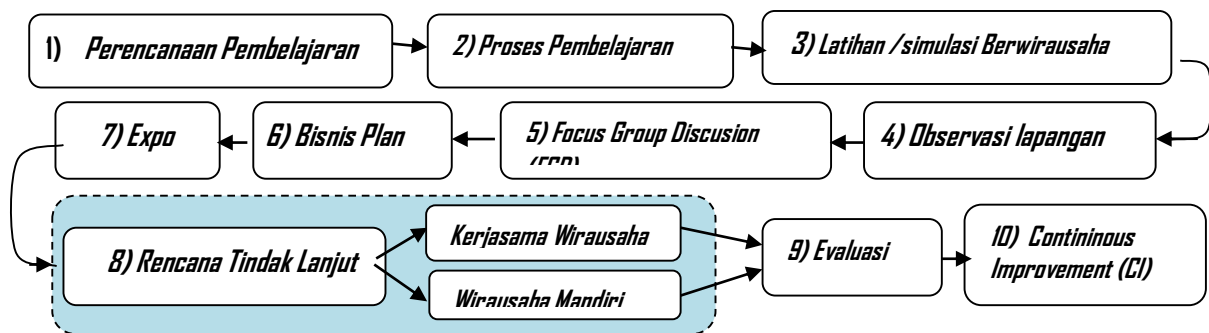 1) Perencanaan Pembelajaran
2) Proses Pembelajaran
3) Latihan /simulasi Berwirausaha
4) Observasi lapangan
5) Focus Group Discusion
6) Bisnis Plan
7) Expo
8) Rencana Tindak Lanjut
Kerjasama Wirausaha
Wirausaha Mandiri
9) Evaluasi
10) Contininous
Improvement (CI)